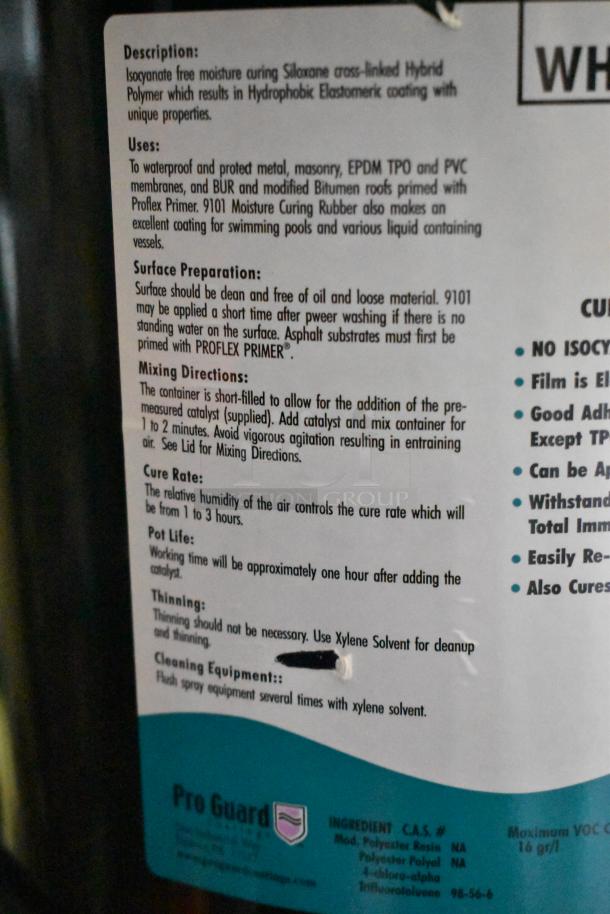 Description:
Isocyanate free moisture curing Siloxane cross-linked Hybrid
Polymer which results in Hydrophobic Elastomeric coating with
unique properties.
Uses:
To waterproof and protect metal, masonry, EPDM TPO and PVC
membranes, and BUR and modified Bitumen roofs primed with
Proflex Primer. 9101 Moisture Curing Rubber also makes an
excellent coating for swimming pools and various liquid containing
vessels.
Surface Preparation:
Surface should be clean and free of oil and loose material. 9101
may be applied a short time after pweer washing if there is no
standing water on the surface. Asphalt substrates must first be
primed with PROFLEX PRIMER®.
Mixing Directions:
The container is short-filled to allow for the addition of the pre-
measured catalyst (supplied). Add catalyst and mix container for
1 to 2 minutes. Avoid vigorous agitation resulting in entraining
air. See Lid for Mixing Directions.
Cure Rate:
The relative humidity of the air controls the cure rate which will
be from 1 to 3 hours.
Pot Life:
Working time will be approximately one hour after adding the
catalyst.
Thinning:
Thinning should not be necessary. Use Xylene Solvent for cleanup
and thinning.
Cleaning Equipment::
Flush spray equipment several times with xylene solvent.
WH
CU
• NO ISOCY
• Film is El
• Good Adh
Except TP
• Can be Ap
• Withstand
Total Imm
• Easily Re-
• Also Cures
Pro Guard
coatings
www.proguardcoatings.com
INGREDIENT C.A.S. #
Mod. Polyester Resin NA
Polyester Polyol NA
4-chloro-alpha
Trifluorotoluene 98-56-6
Maximum VOC C
16 gr/l
GROUP